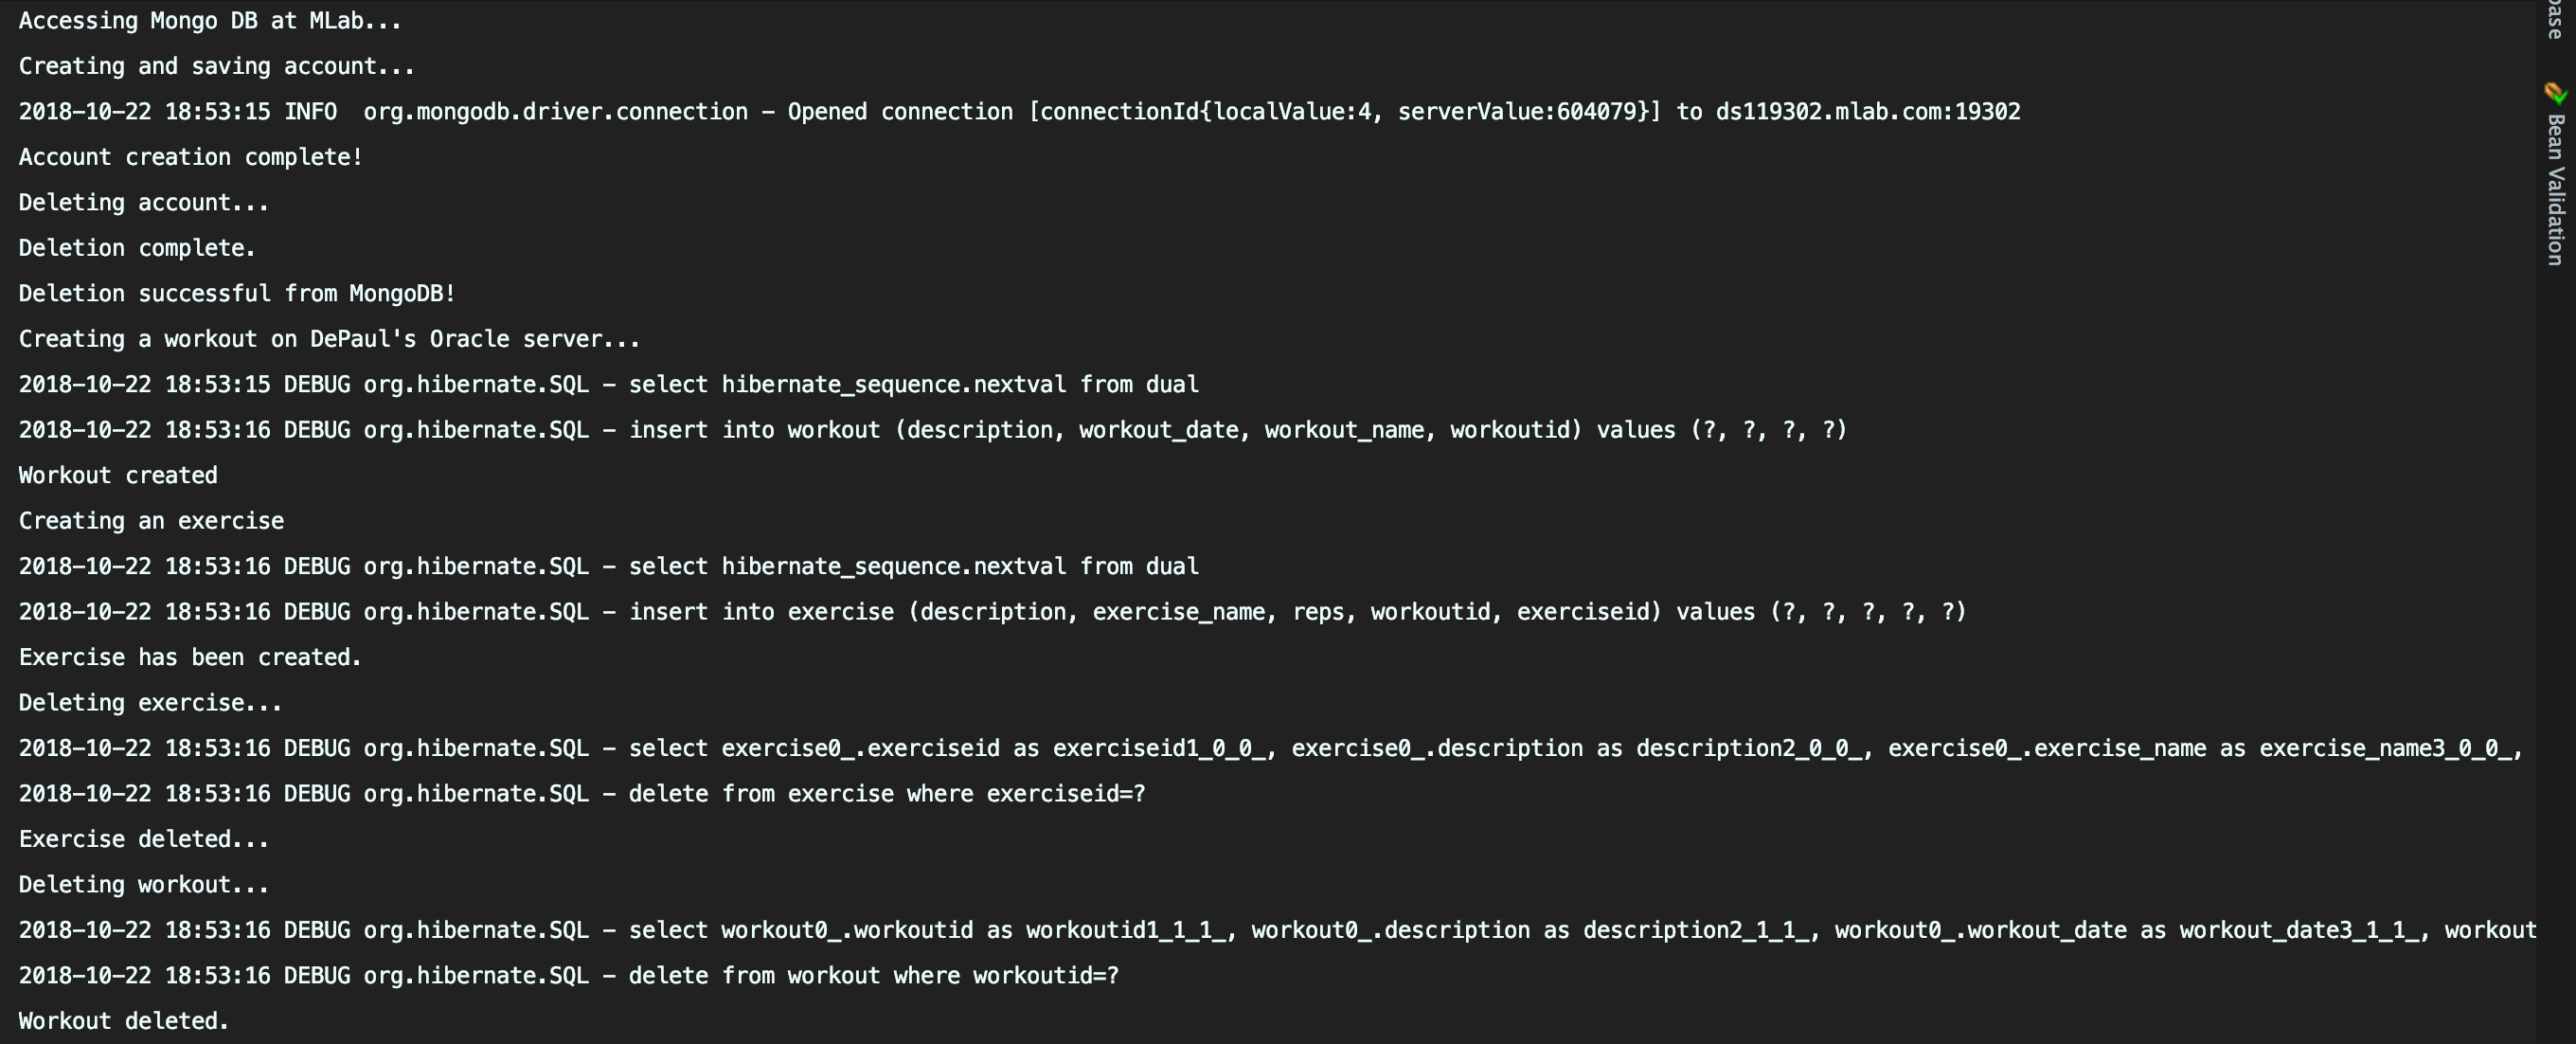 Accessing Mongo DB at MLab...
Creating and saving account...
2018-10-22 18:53:15 INFO  org.mongodb.driver.connection - Opened connection [connectionId{localValue:4, serverValue:604079}] to ds119302.mlab.com:19302
Account creation complete!
Deleting account...
Deletion complete.
Deletion successful from MongoDB!
Creating a workout on DePaul's Oracle server...
2018-10-22 18:53:15 DEBUG org.hibernate.SQL - select hibernate_sequence.nextval from dual
2018-10-22 18:53:16 DEBUG org.hibernate.SQL - insert into workout (description, workout_date, workout_name, workoutid) values (?, ?, ?, ?)
Workout created
Creating an exercise
2018-10-22 18:53:16 DEBUG org.hibernate.SQL - select hibernate_sequence.nextval from dual
2018-10-22 18:53:16 DEBUG org.hibernate.SQL - insert into exercise (description, exercise_name, reps, workoutid, exerciseid) values (?, ?, ?, ?, ?)
Exercise has been created.
Deleting exercise...
2018-10-22 18:53:16 DEBUG org.hibernate.SQL - select exercise0_.exerciseid as exerciseid1_0_0_, exercise0_.description as description2_0_0_, exercise0_.exercise_name as exercise_name3_0_0_,
2018-10-22 18:53:16 DEBUG org.hibernate.SQL - delete from exercise where exerciseid=?
Exercise deleted...
Deleting workout...
2018-10-22 18:53:16 DEBUG org.hibernate.SQL - select workout0_.workoutid as workoutid1_1_1_, workout0_.description as description2_1_1_, workout0_.workout_date as workout_date3_1_1_, workout
2018-10-22 18:53:16 DEBUG org.hibernate.SQL - delete from workout where workoutid=?
Workout deleted.
Bean Validation